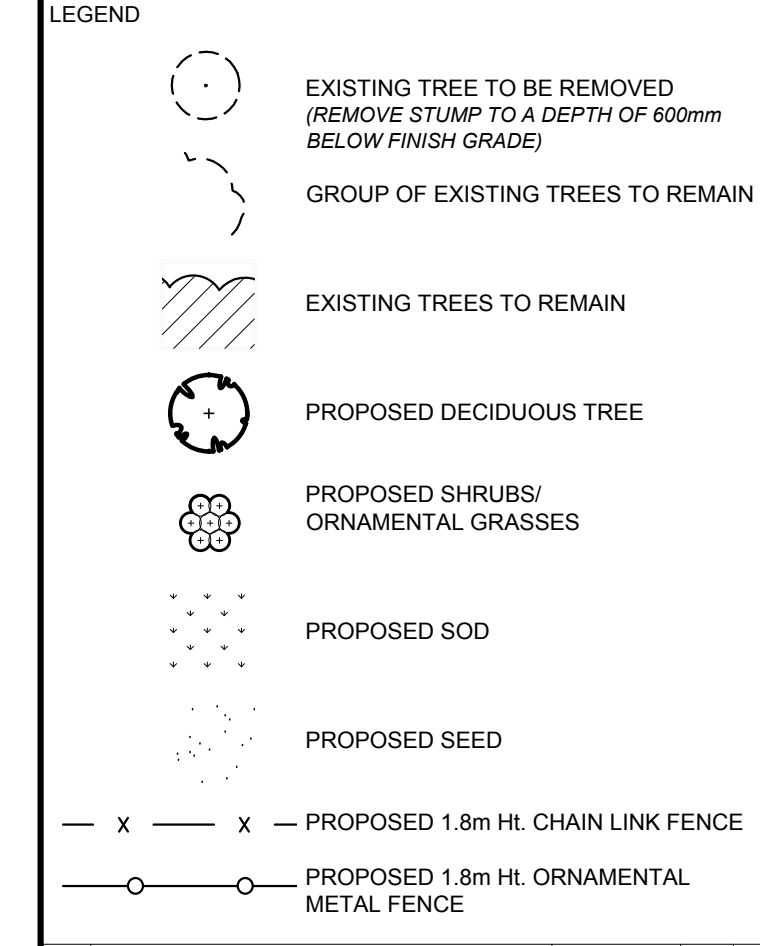 LEGEND
EXISTING TREE TO BE REMOVED
(REMOVE STUMP TO A DEPTH OF 600mm
BELOW FINISH GRADE)
GROUP OF EXISTING TREES TO REMAIN
EXISTING TREES TO REMAIN
PROPOSED DECIDUOUS TREE
PROPOSED SHRUBS/
ORNAMENTAL GRASSES
PROPOSED SOD
PROPOSED SEED
X X PROPOSED 1.8m Ht. CHAIN LINK FENCE
PROPOSED 1.8m Ht. ORNAMENTAL
METAL FENCE